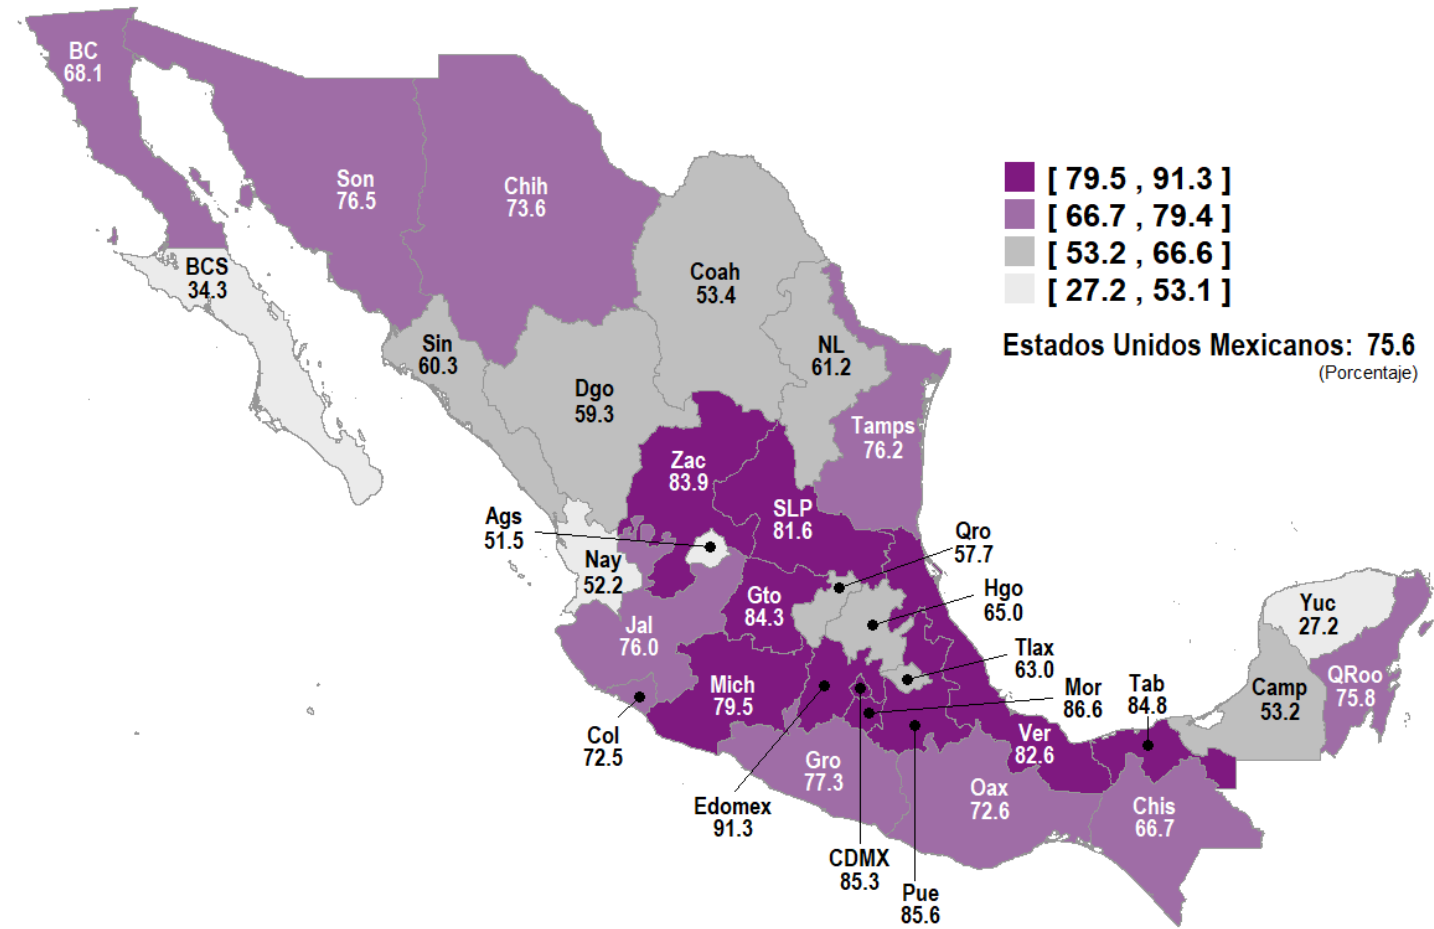 BC
68.1
[ 79.5 , 91.3 ]
Son
76.5
Chih
73.6
[ 66.7 , 79.4 ]
[ 53.2 , 66.6 ]
BCS
34.3
Coah
53.4
[ 27.2 , 53.1 ]
Estados Unidos Mexicanos: 75.6
(Porcentaje)
Sin
60.3
NL
61.2
Dgo
59.3
Tamps
76.2
Zac
83.9
SLP
81.6
Ags
51.5
Qro
57.7
Nay
52.2
Gto
84.3
Hgo
65.0
Yuc
27.2
Jal
76.0
Tlax
63.0
Mich
79.5
Mor
86.6
Tab
84.8
Camp
53.2
QRoo
75.8
Col
72.5
Ver
82.6
Gro
77.3
Oax
72.6
Chis
66.7
Edomex
91.3
CDMX
85.3
Pue
85.6